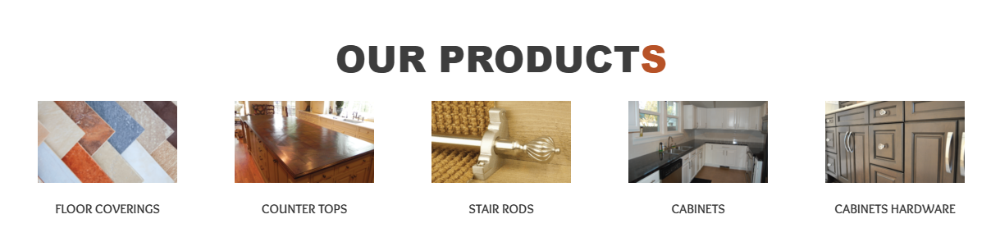 OUR PRODUCTS
FLOOR COVERINGS
COUNTER TOPS
STAIR RODS
CABINETS
CABINETS HARDWARE